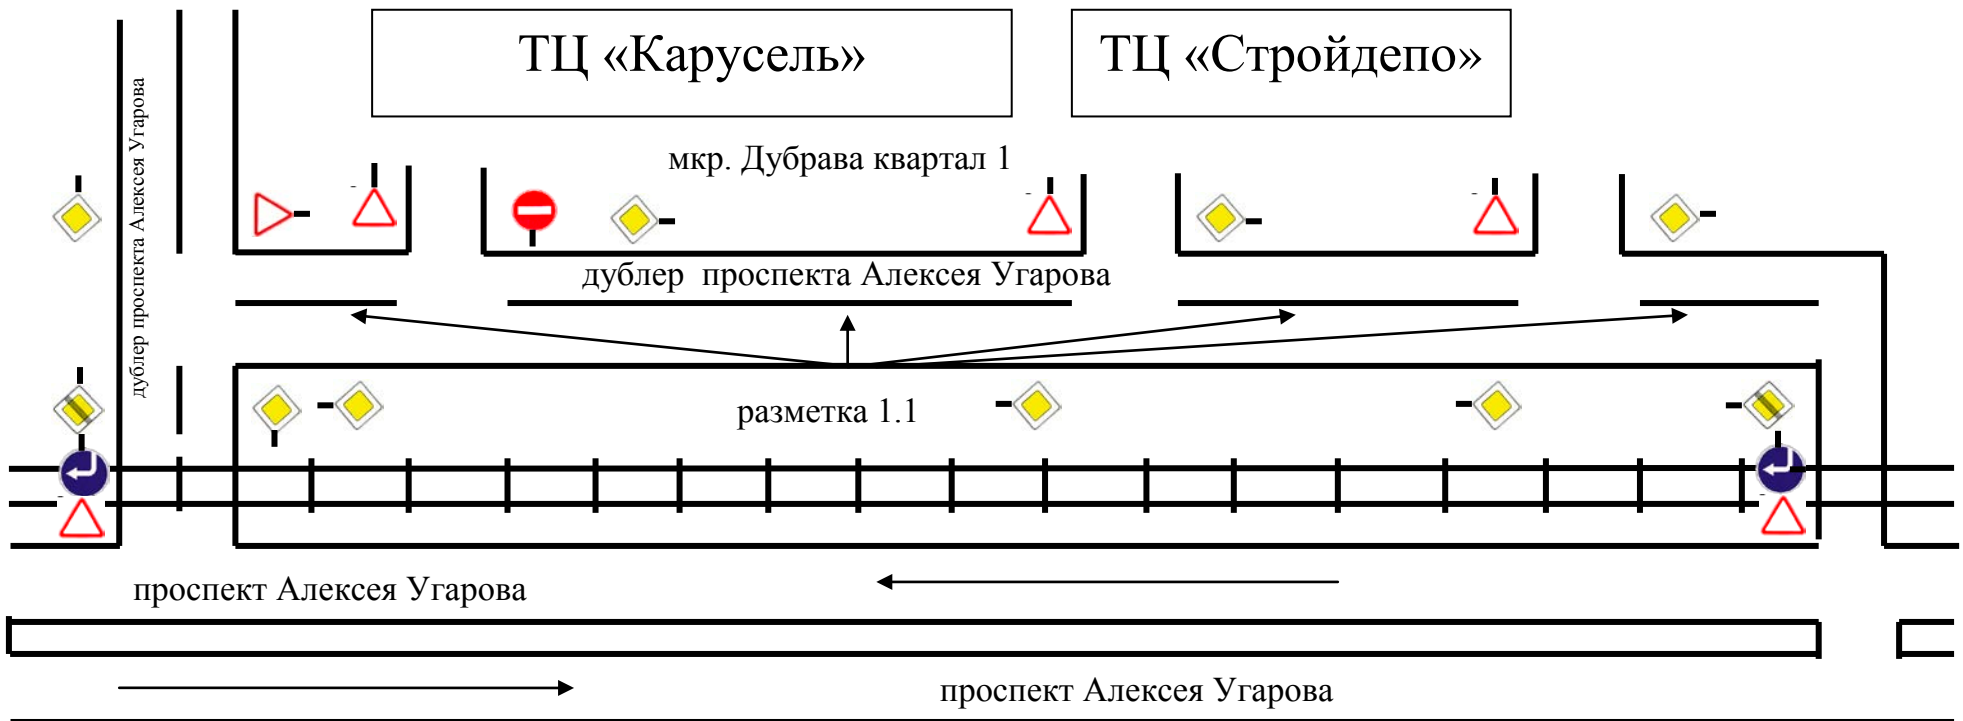 ТЦ «Карусель»
ТЦ «Стройдепо»
дублер проспекта Алексея Угарова
мкр. Дубрава квартал 1
дублер  проспекта Алексея Угарова
разметка 1.1
проспект Алексея Угарова
проспект Алексея Угарова